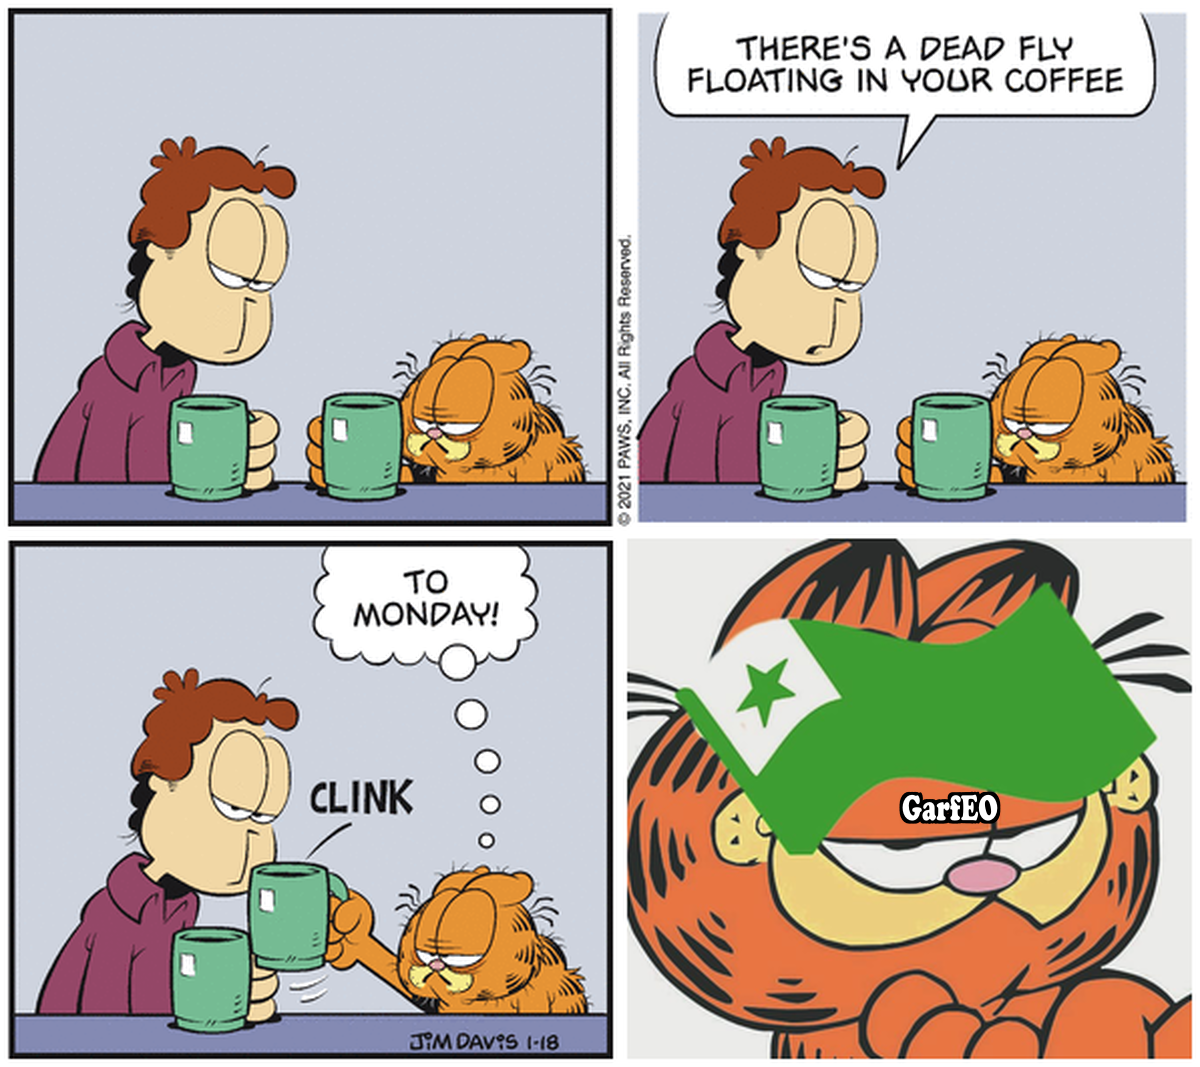 THERE'S A DEAD FLY
FLOATING IN YOUR COFFEE
© 2021 PAWS, INC. All Rights Reserved.
TO
MONDAY!
CLINK
JIM DAVIS 1-18
GarfEO